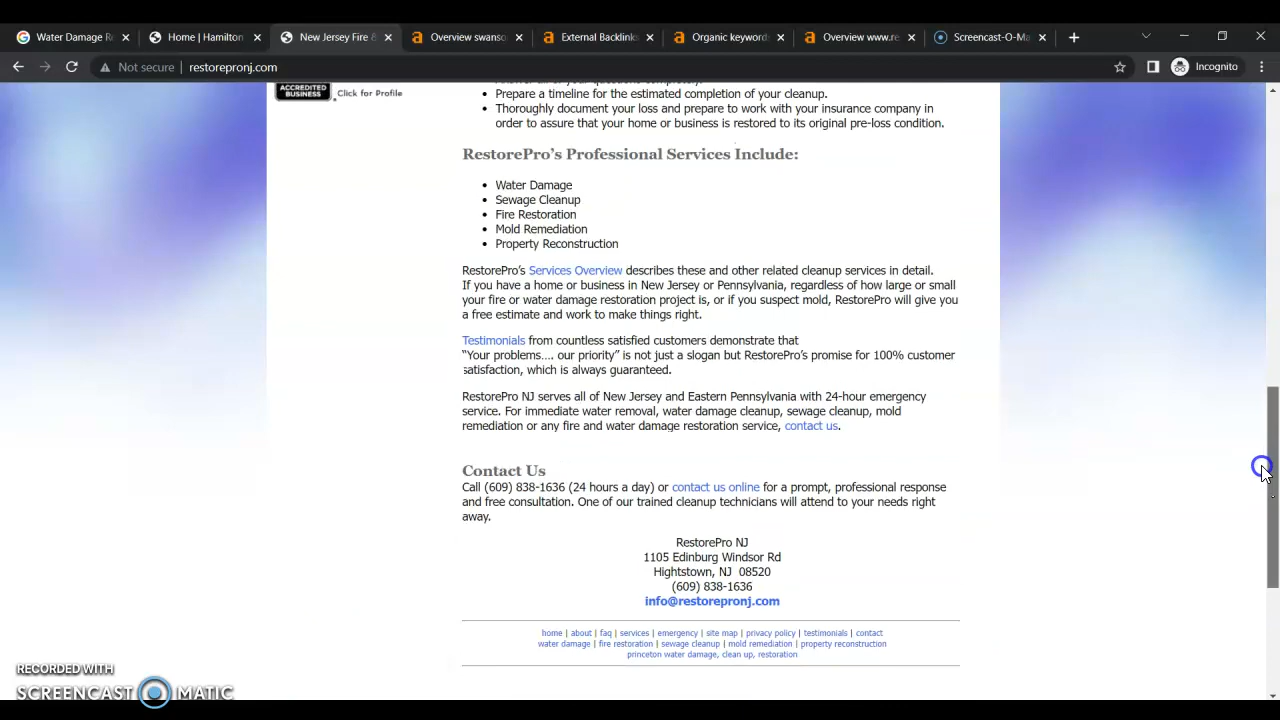 Water Damage R
Home | Hamilton
New Jersey Fire &
Overview swanso
External Backlink
Organic keyword
Overview www.re
Screencast-O-Ma
Not secure
restorepronj.com
Incognito
ACCREDITED
BUSINESS
Click for Profile
• Prepare a timeline for the estimated completion of your cleanup.
• Thoroughly document your loss and prepare to work with your insurance company in
order to assure that your home or business is restored to its original pre-loss condition.
RestorePro’s Professional Services Include:
• Water Damage
• Sewage Cleanup
• Fire Restoration
• Mold Remediation
• Property Reconstruction
RestorePro’s Services Overview describes these and other related cleanup services in detail.
If you have a home or business in New Jersey or Pennsylvania, regardless of how large or small
your fire or water damage restoration project is, or if you suspect mold, RestorePro will give you
a free estimate and work to make things right.
Testimonials from countless satisfied customers demonstrate that
“Your problems.... our priority” is not just a slogan but RestorePro’s promise for 100% customer
satisfaction, which is always guaranteed.
RestorePro NJ serves all of New Jersey and Eastern Pennsylvania with 24-hour emergency
service. For immediate water removal, water damage cleanup, sewage cleanup, mold
remediation or any fire and water damage restoration service, contact us.
Contact Us
Call (609) 838-1636 (24 hours a day) or contact us online for a prompt, professional response
and free consultation. One of our trained cleanup technicians will attend to your needs right
away.
RestorePro NJ
1105 Edinburg Windsor Rd
Hightstown, NJ 08520
(609) 838-1636
info@restorepronj.com
home | about | faq | services | emergency | site map | privacy policy | testimonials | contact
water damage | fire restoration | sewage cleanup | mold remediation | property reconstruction
princeton water damage, clean up, restoration
RECORDED WITH
SCREENCAST MATIC